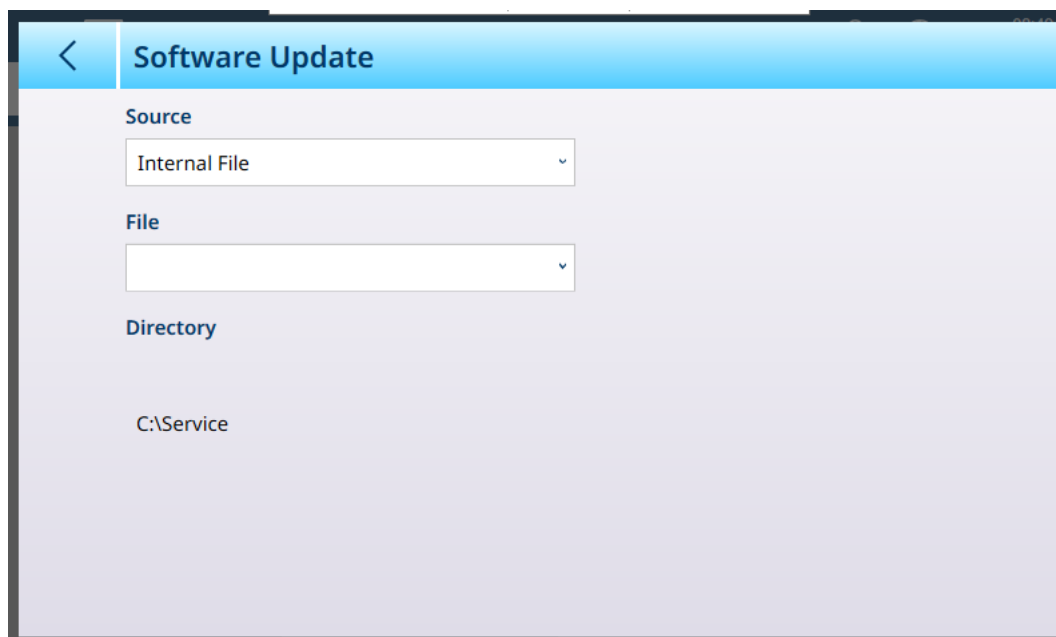 Software Update
Source
Internal File
File
Directory
C:\Service